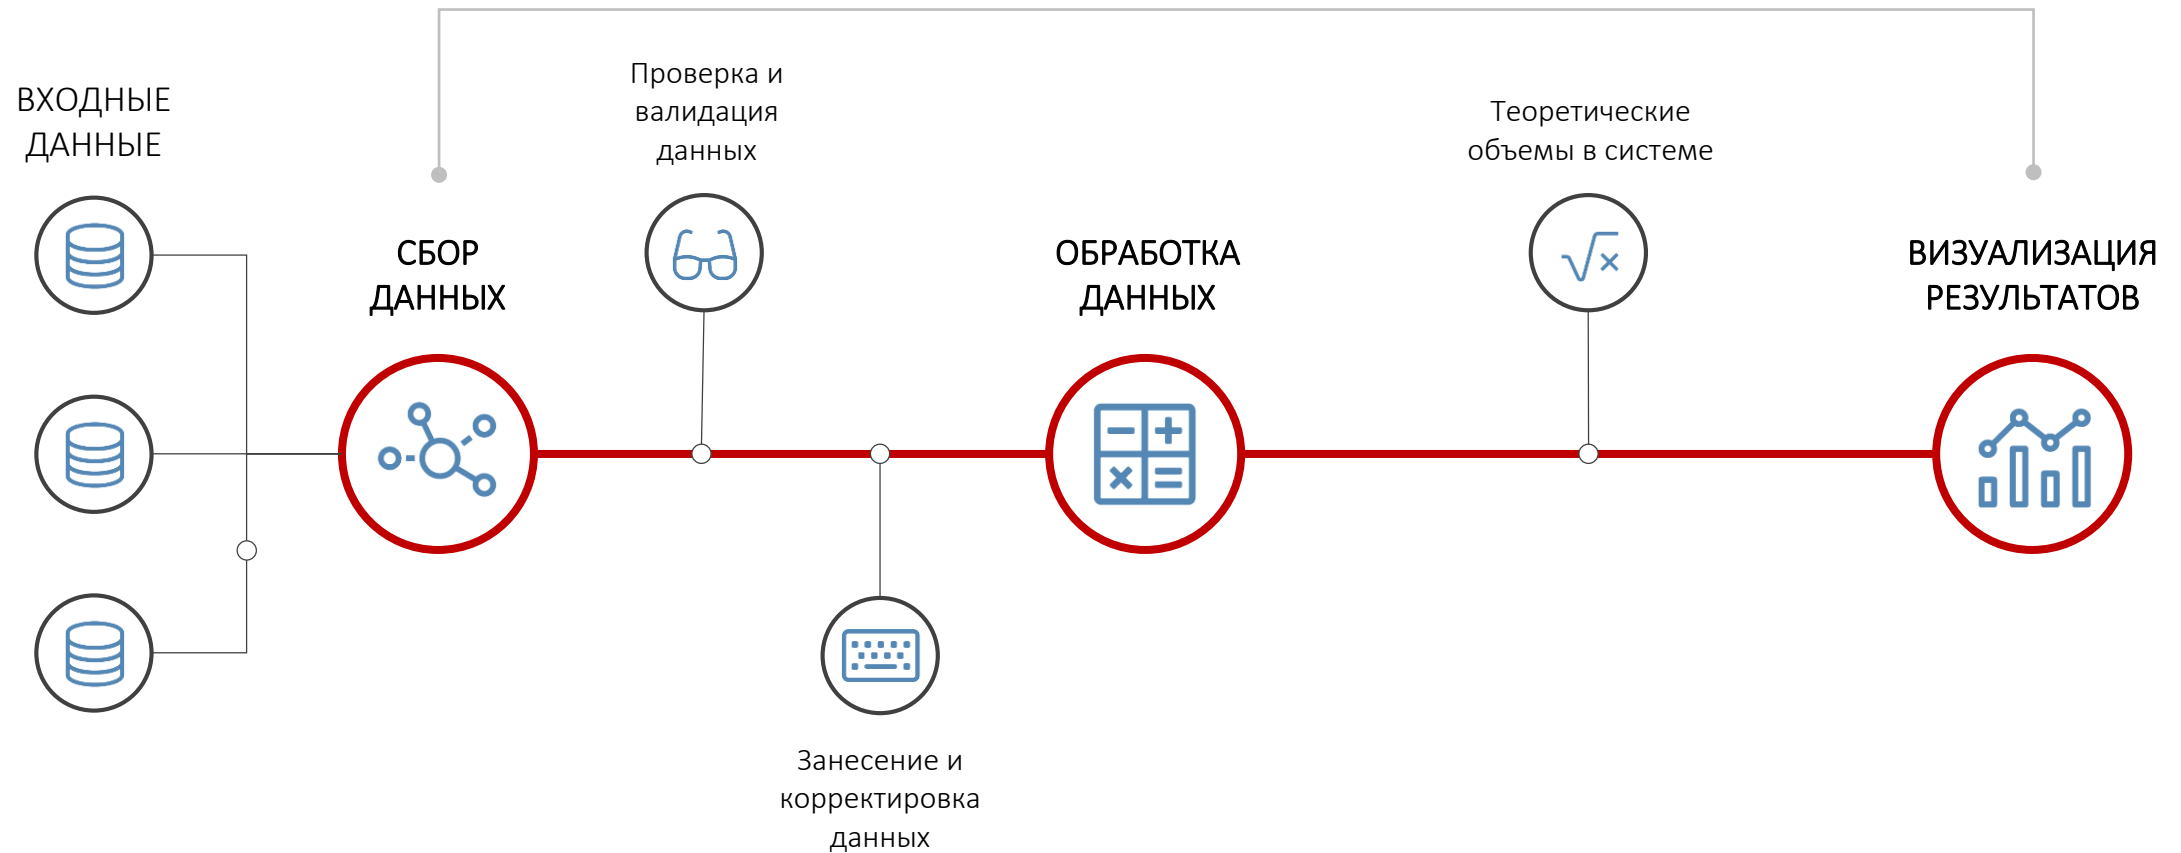 ВХОДНЫЕ
ДАННЫЕ
СБОР
ДАННЫХ
Проверка и
валидация
данных
Занесение и
корректировка
данных
ОБРАБОТКА
ДАННЫХ
Теоретические
объемы в системе
ВИЗУАЛИЗАЦИЯ
РЕЗУЛЬТАТОВ